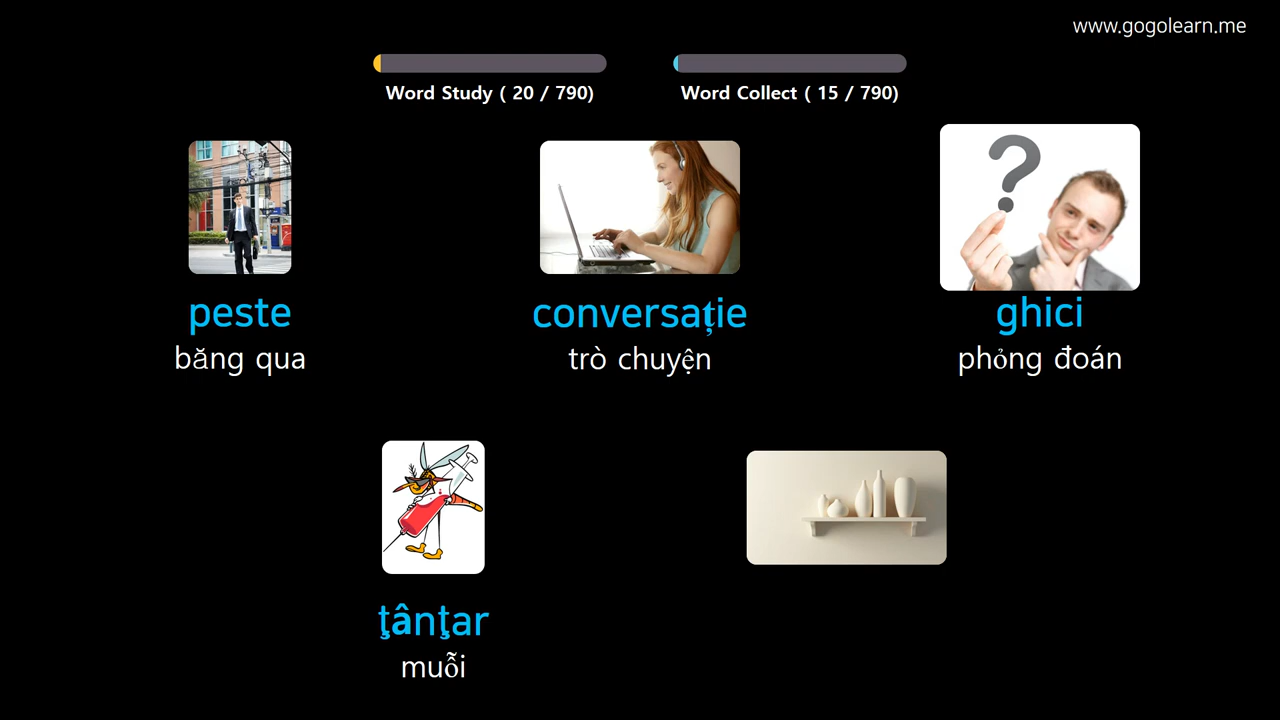 www.gogolearn.me
Word Study ( 20 / 790)
Word Collect ( 15 / 790)
peste
băng qua
conversaţie
trò chuyện
ghici
phỏng đoán
ţânţar
muỗi